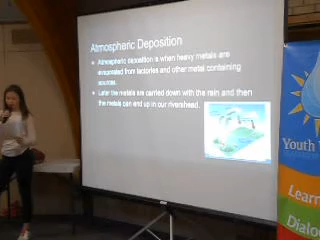 Atmospheric Deposition
Atmospheric deposition is when heavy metals are
evaporated from factories and other metal containing
sources.
Later the metals are carried down with the rain and then
the metals can end up in our rivershead.
Youth
Learn
Dialo